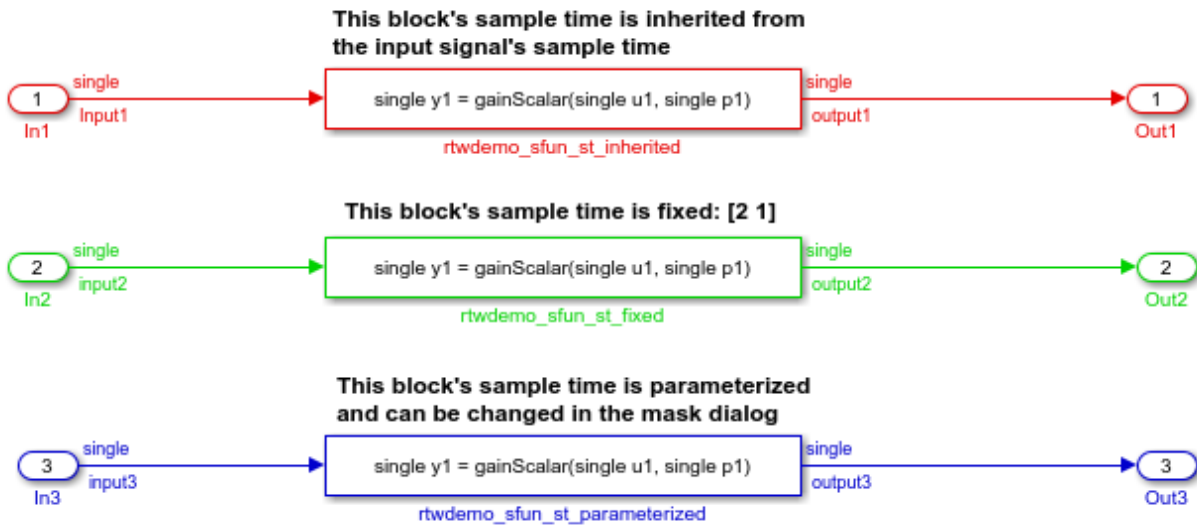 This block's sample time is inherited from
the input signal's sample time
single
single
1
single y1 = gainScalar(single u1, single p1)
1
Input1
output1
In1
Out1
rtwdemo_sfun_st_inherited
This block's sample time is fixed: [2 1]
single
single
2
single y1 = gainScalar(single u1, single p1)
2
input2
output2
In2
Out2
rtwdemo_sfun_st_fixed
This block's sample time is parameterized
and can be changed in the mask dialog
single
single
3
single y1 = gainScalar(single u1, single p1)
3
input3
output3
In3
Out3
rtwdemo_sfun_st_parameterized